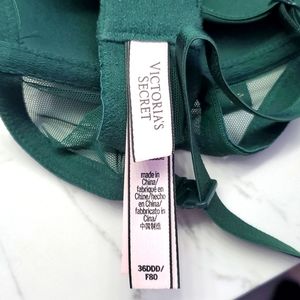 VICTORIA'S
SECRET
made in
China/
fabriqué en
Chine/hecho
en China/
fabbricato in
Cina/
中国制造
36DDD/
F80